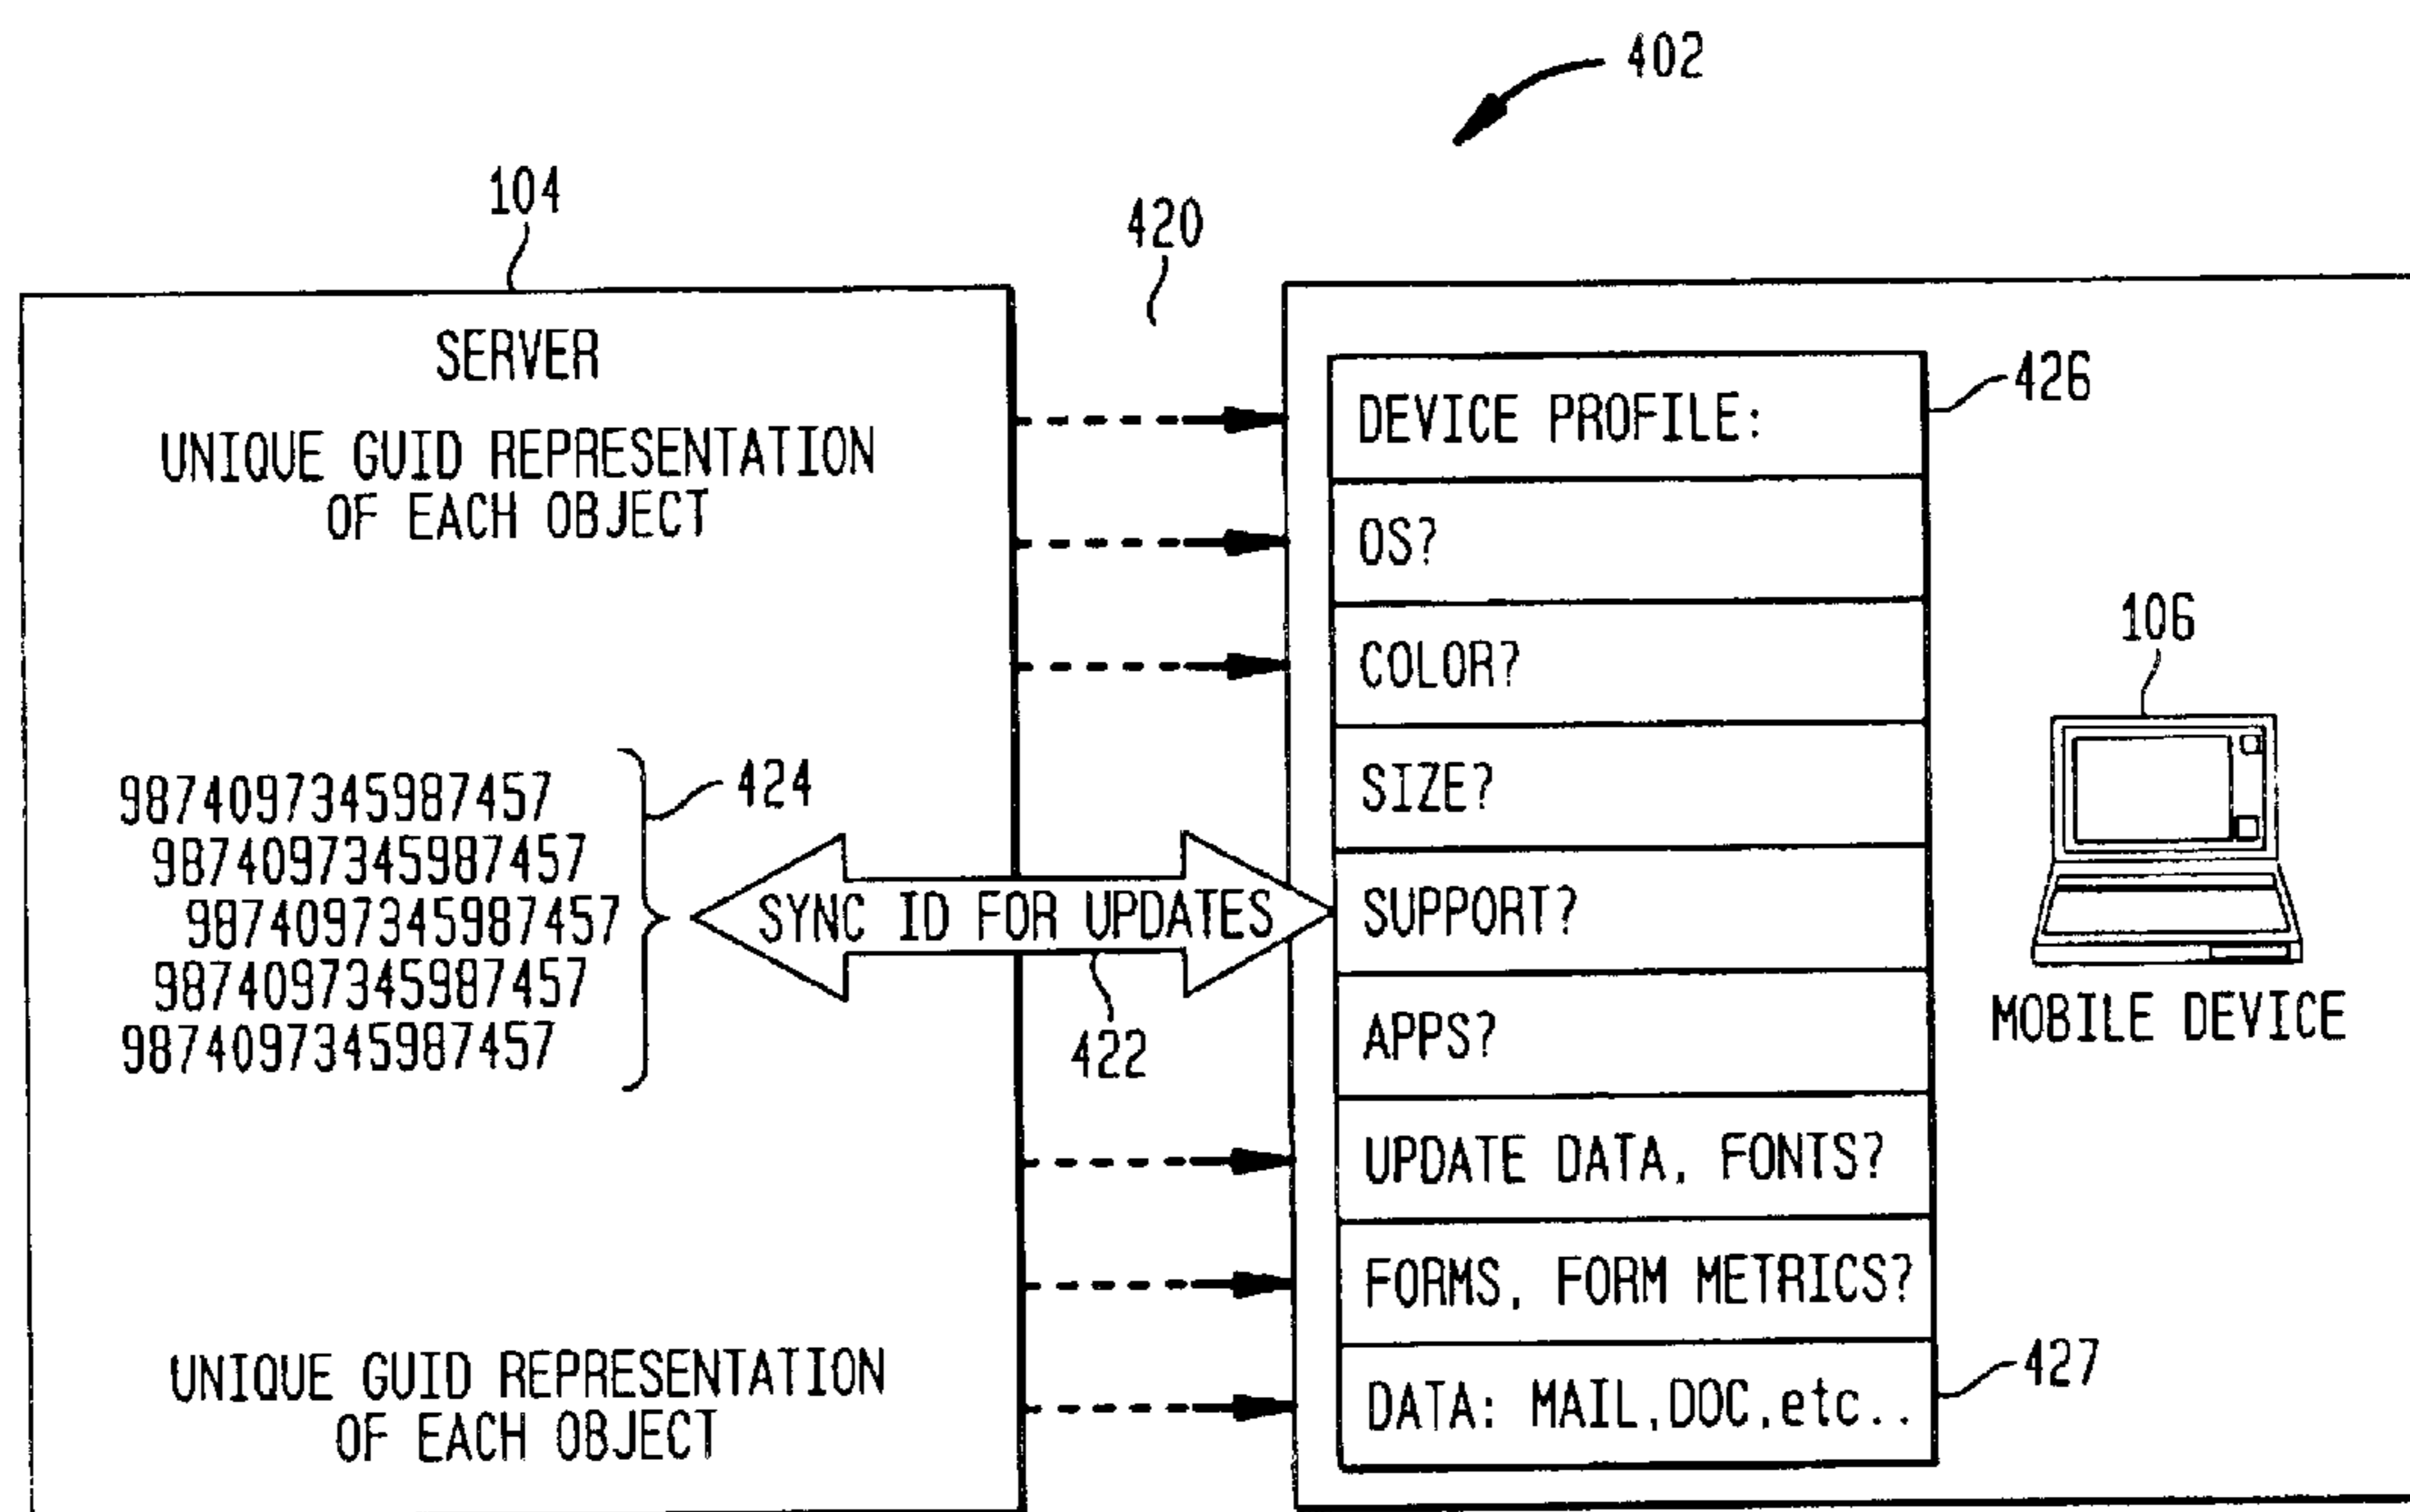 402
104
420
SERVER
UNIQUE GUID REPRESENTATION
OF EACH OBJECT
9874097345987457
9874097345987457
9874097345987457
9874097345987457
9874097345987457
424
SYNC ID FOR UPDATES
422
UNIQUE GUID REPRESENTATION
OF EACH OBJECT
DEVICE PROFILE:
OS?
COLOR?
SIZE?
SUPPORT?
APPS?
UPDATE DATA, FONTS?
FORMS, FORM METRICS?
DATA: MAIL,DOC,etc..
426
427
106
MOBILE DEVICE